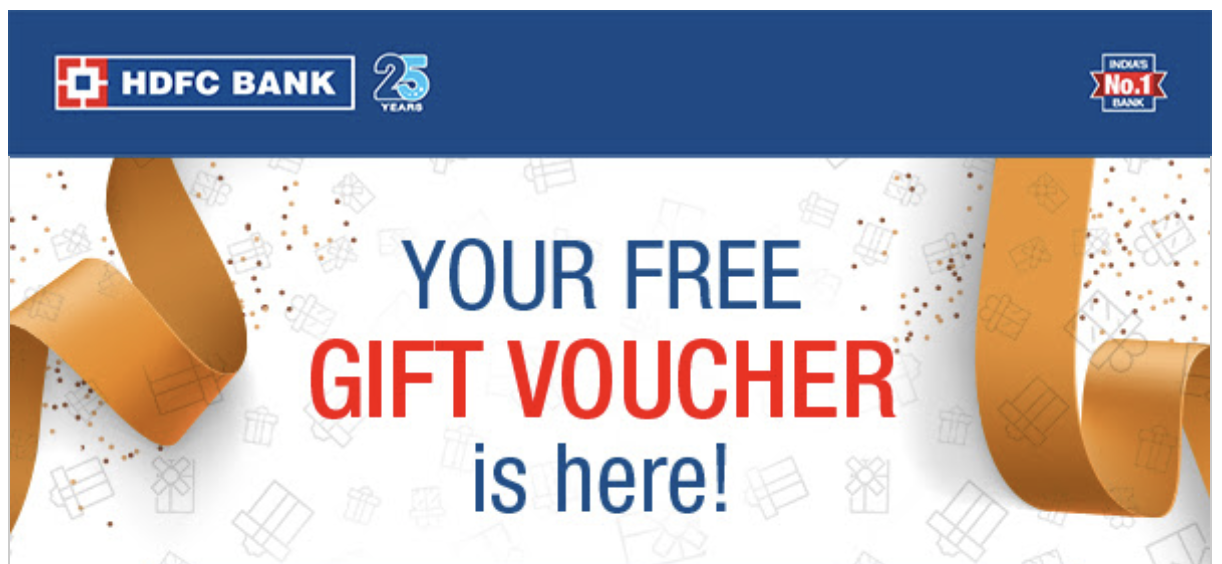 HDFC BANK
25
YEARS
INDIA'S
No.1
BANK
YOUR FREE
GIFT VOUCHER
is here!